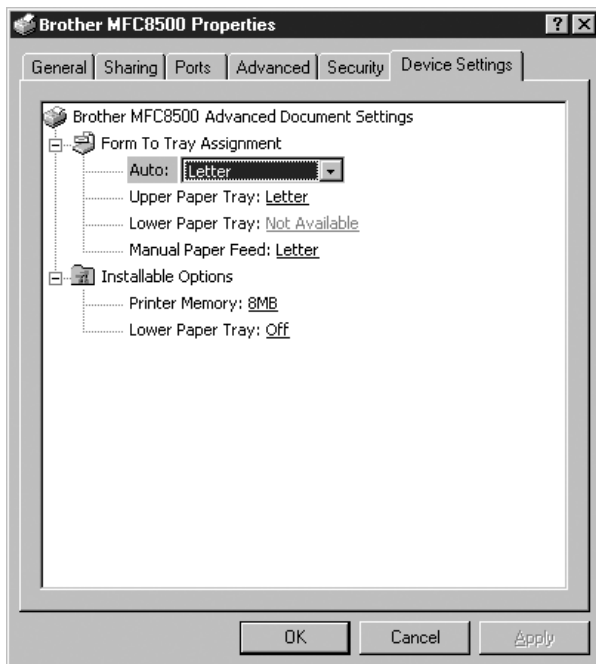 Brother MFC8500 Properties
General Sharing Ports Advanced Security Device Settings
Brother MFC8500 Advanced Document Settings
Form To Tray Assignment
Auto: Letter
Upper Paper Tray: Letter
Lower Paper Tray: Not Available
Manual Paper Feed: Letter
Installable Options
Printer Memory: 8MB
Lower Paper Tray: Off
OK Cancel Apply